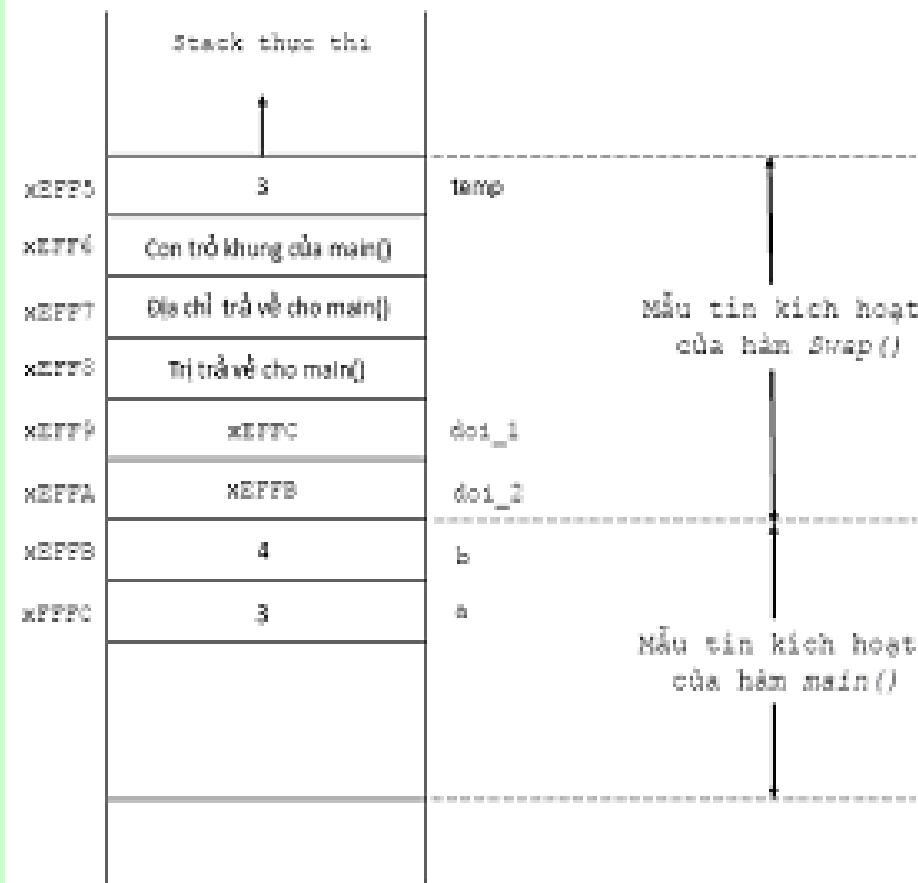 Stack thực thi
xEFF5 3 temp
xEFF6 Con trỏ khung của main()
xEFF7 Địa chỉ trả về cho main()
Mẫu tin kích hoạt
của hàm Swap()
xEFF8 Trị trả về cho main()
xEFF9 xEFFC doi_1
xEFFA xEFFB doi_2
xEFFB 4 b
xEFFC 3 a
Mẫu tin kích hoạt
của hàm main()